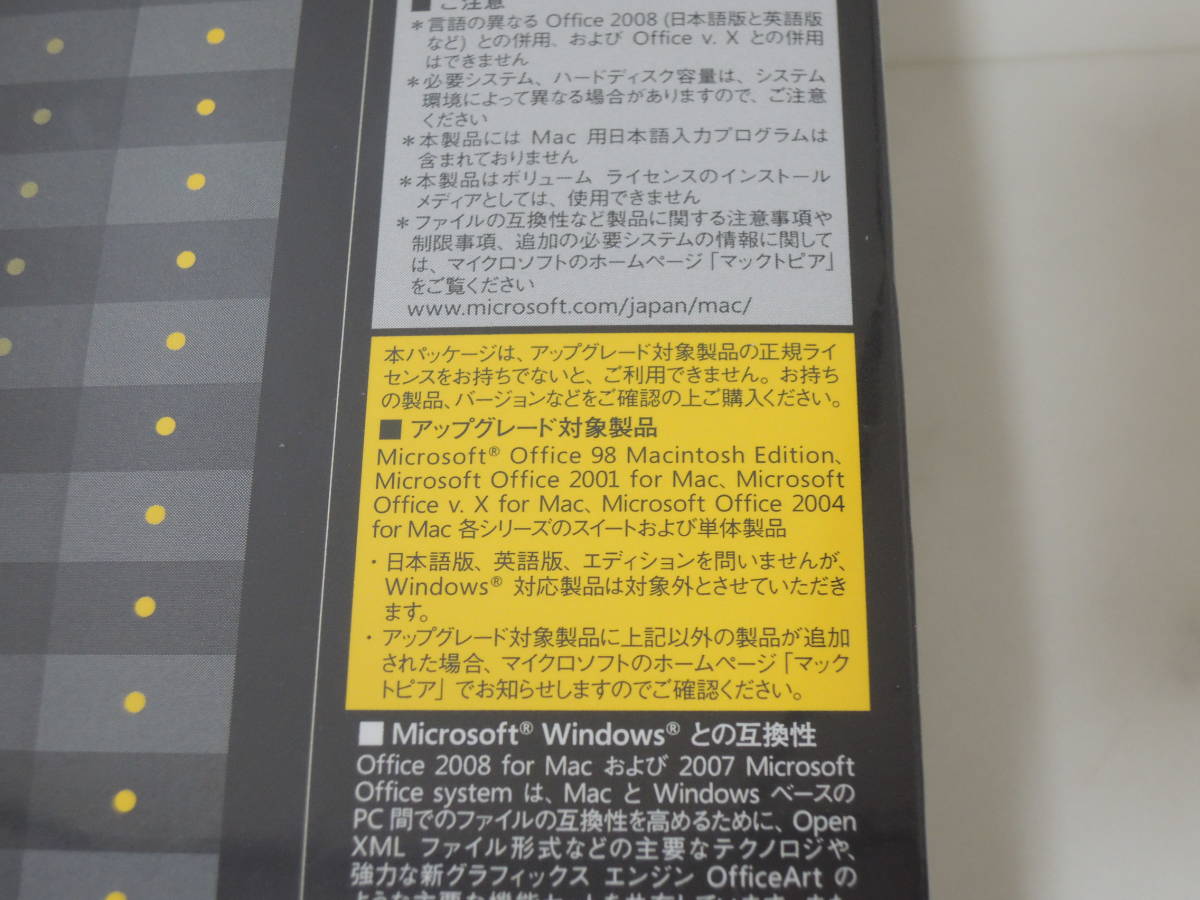 ■ ご注意
＊言語の異なる Office 2008 (日本語版と英語版
など) との併用、および Office v. X との併用
はできません
＊必要システム、ハードディスク容量は、システム
環境によって異なる場合がありますので、ご注意
ください
＊本製品には Mac 用日本語入力プログラムは
含まれておりません
＊本製品はボリューム ライセンスのインストール
メディアとしては、使用できません
＊ファイルの互換性など製品に関する注意事項や
制限事項、追加の必要システムの情報に関して
は、マイクロソフトのホームページ「マックトピア」
をご覧ください
www.microsoft.com/japan/mac/
本パッケージは、アップグレード対象製品の正規ライ
センスをお持ちでないと、ご利用できません。お持ち
の製品、バージョンなどをご確認の上ご購入ください。
■ アップグレード対象製品
Microsoft® Office 98 Macintosh Edition、
Microsoft Office 2001 for Mac、Microsoft
Office v. X for Mac、Microsoft Office 2004
for Mac 各シリーズのスイートおよび単体製品
・日本語版、英語版、エディションを問いませんが、
Windows® 対応製品は対象外とさせていただき
ます。
・アップグレード対象製品に上記以外の製品が追加
された場合、マイクロソフトのホームページ「マック
トピア」でお知らせしますのでご確認ください。
■ Microsoft® Windows® との互換性
Office 2008 for Mac および 2007 Microsoft
Office system は、Mac と Windows ベースの
PC 間でのファイルの互換性を高めるために、Open
XML ファイル形式などの主要なテクノロジや、
強力な新グラフィックス エンジン OfficeArt の
ような主要な機能セットを共有しています。また